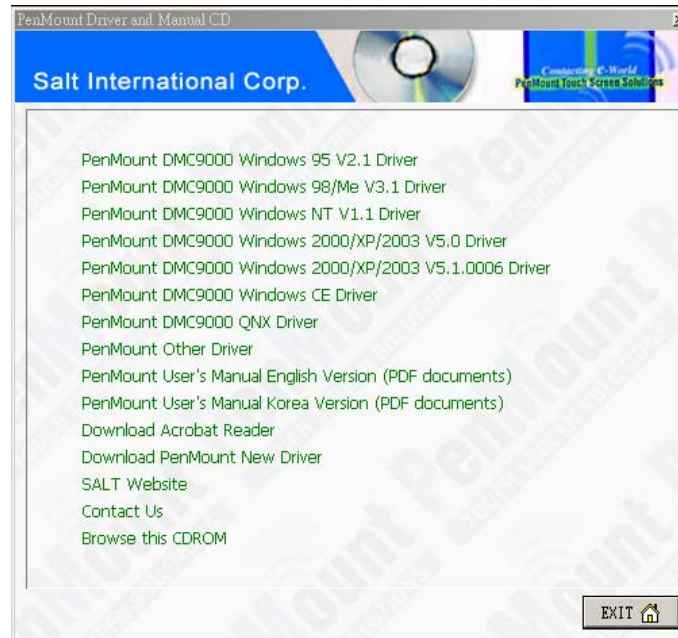 PenMount Driver and Manual CD
Salt International Corp.
Contacting e-World
PenMount Touch Screen Solutions
PenMount DMC9000 Windows 95 V2.1 Driver
PenMount DMC9000 Windows 98/Me V3.1 Driver
PenMount DMC9000 Windows NT V1.1 Driver
PenMount DMC9000 Windows 2000/XP/2003 V5.0 Driver
PenMount DMC9000 Windows 2000/XP/2003 V5.1.0006 Driver
PenMount DMC9000 Windows CE Driver
PenMount DMC9000 QNX Driver
PenMount Other Driver
PenMount User's Manual English Version (PDF documents)
PenMount User's Manual Korea Version (PDF documents)
Download Acrobat Reader
Download PenMount New Driver
SALT Website
Contact Us
Browse this CDROM
EXIT